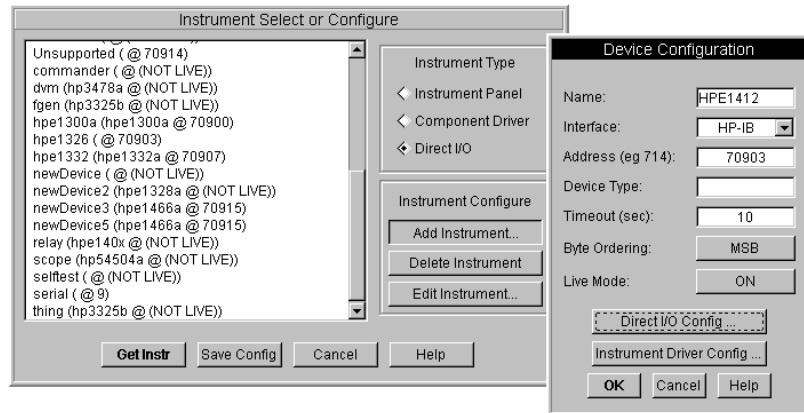 Instrument Select or Configure
Unsupported ( @ 70914)
commander ( @ (NOT LIVE))
dvm (hp3478a @ (NOT LIVE))
fgen (hp3325b @ (NOT LIVE))
hpe1300a (hpe1300a @ 70900)
hpe1326 ( @ 70903)
hpe1332 (hpe1332a @ 70907)
newDevice ( @ (NOT LIVE))
newDevice2 (hpe1328a @ (NOT LIVE))
newDevice3 (hpe1466a @ 70915)
newDevice5 (hpe1466a @ 70915)
relay (hpe140x @ (NOT LIVE))
scope (hp54504a @ (NOT LIVE))
selftest ( @ (NOT LIVE))
serial ( @ 9)
thing (hp3325b @ (NOT LIVE))
Instrument Type
Instrument Panel
Component Driver
Direct I/O
Instrument Configure
Add Instrument...
Delete Instrument
Edit Instrument...
Get Instr Save Config Cancel Help
Device Configuration
Name: HPE1412
Interface: HP-IB
Address (eg 714): 70903
Device Type:
Timeout (sec): 10
Byte Ordering: MSB
Live Mode: ON
Direct I/O Config ...
Instrument Driver Config ...
OK Cancel Help